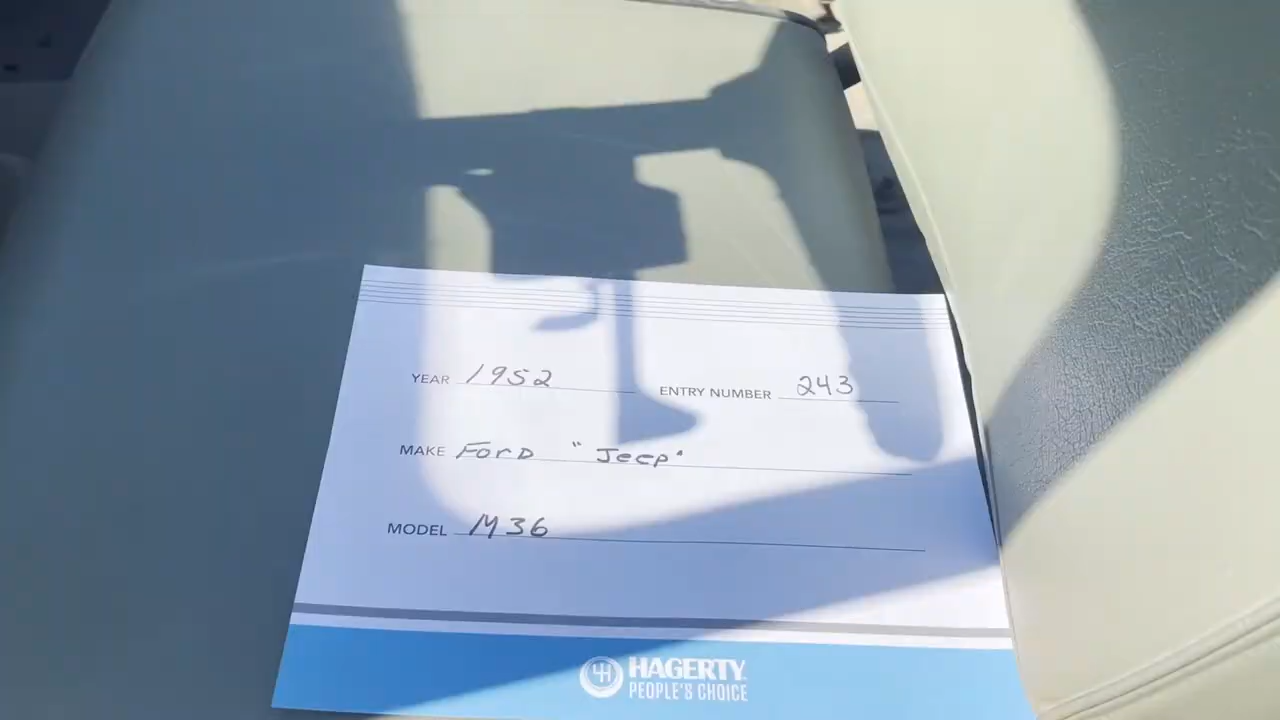 YEAR 1952 ENTRY NUMBER 243
MAKE Ford "Jeep"
MODEL M36
HAGERTY
PEOPLE'S CHOICE